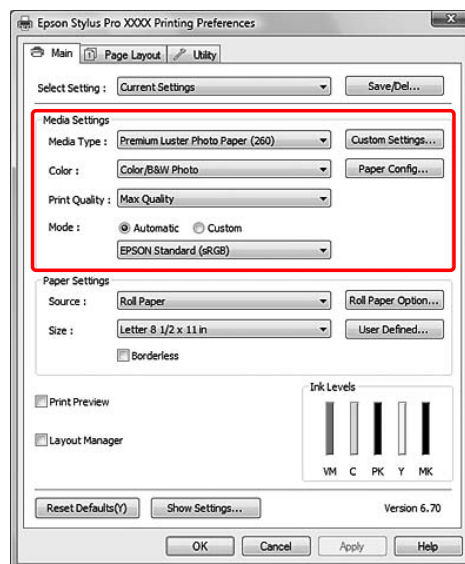 Epson Stylus Pro XXXX Printing Preferences
Main Page Layout Utility
Select Setting : Current Settings Save/Del...
Media Settings
Media Type : Premium Luster Photo Paper (260) Custom Settings...
Color : Color/B&W Photo Paper Config...
Print Quality : Max Quality
Mode : Automatic Custom
EPSON Standard (sRGB)
Paper Settings
Source : Roll Paper Roll Paper Option...
Size : Letter 8 1/2 x 11 in User Defined...
Borderless
Print Preview
Ink Levels
Layout Manager
VM C PK Y MK
Reset Defaults(Y) Show Settings... Version 6.70
OK Cancel Apply Help